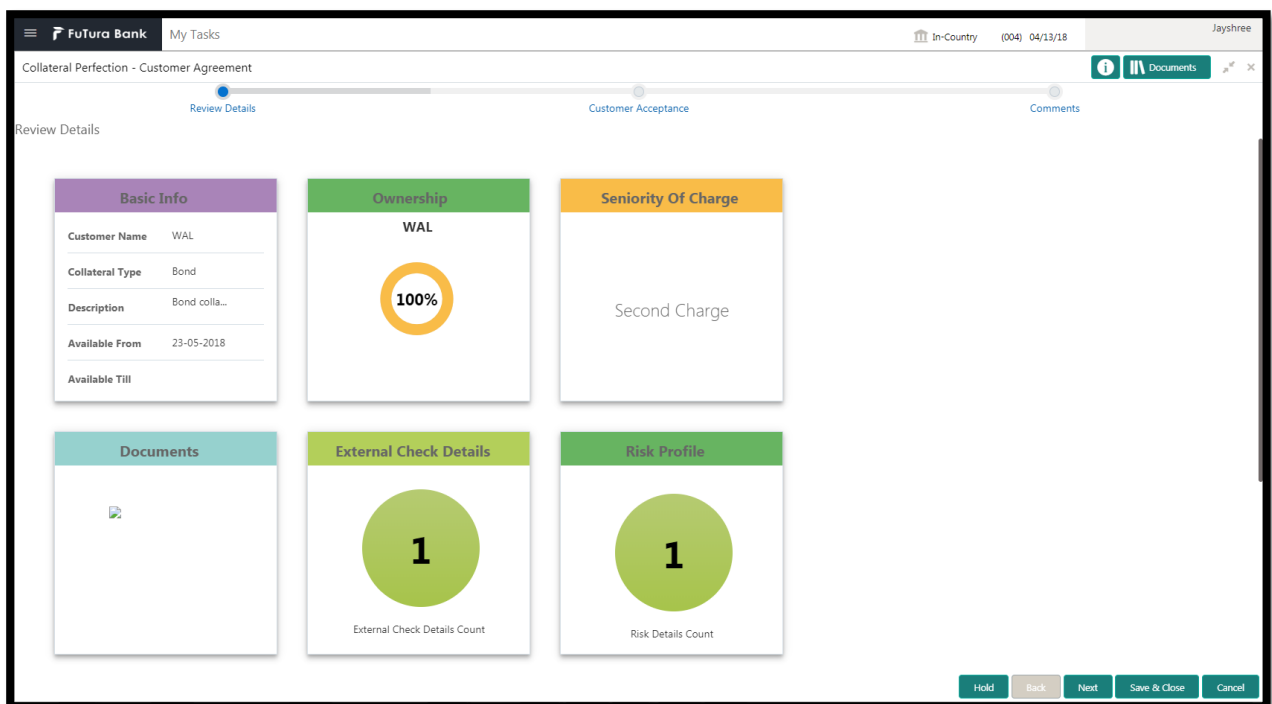 FuTura Bank
My Tasks
In-Country
(004) 04/13/18
Jayshree
Collateral Perfection - Customer Agreement
i
Documents
Review Details
Customer Acceptance
Comments
Review Details
Basic Info
Customer Name WAL
Collateral Type Bond
Description Bond colla...
Available From 23-05-2018
Available Till
Ownership
WAL
100%
Seniority Of Charge
Second Charge
Documents
External Check Details
1
External Check Details Count
Risk Profile
1
Risk Details Count
Hold
Back
Next
Save & Close
Cancel